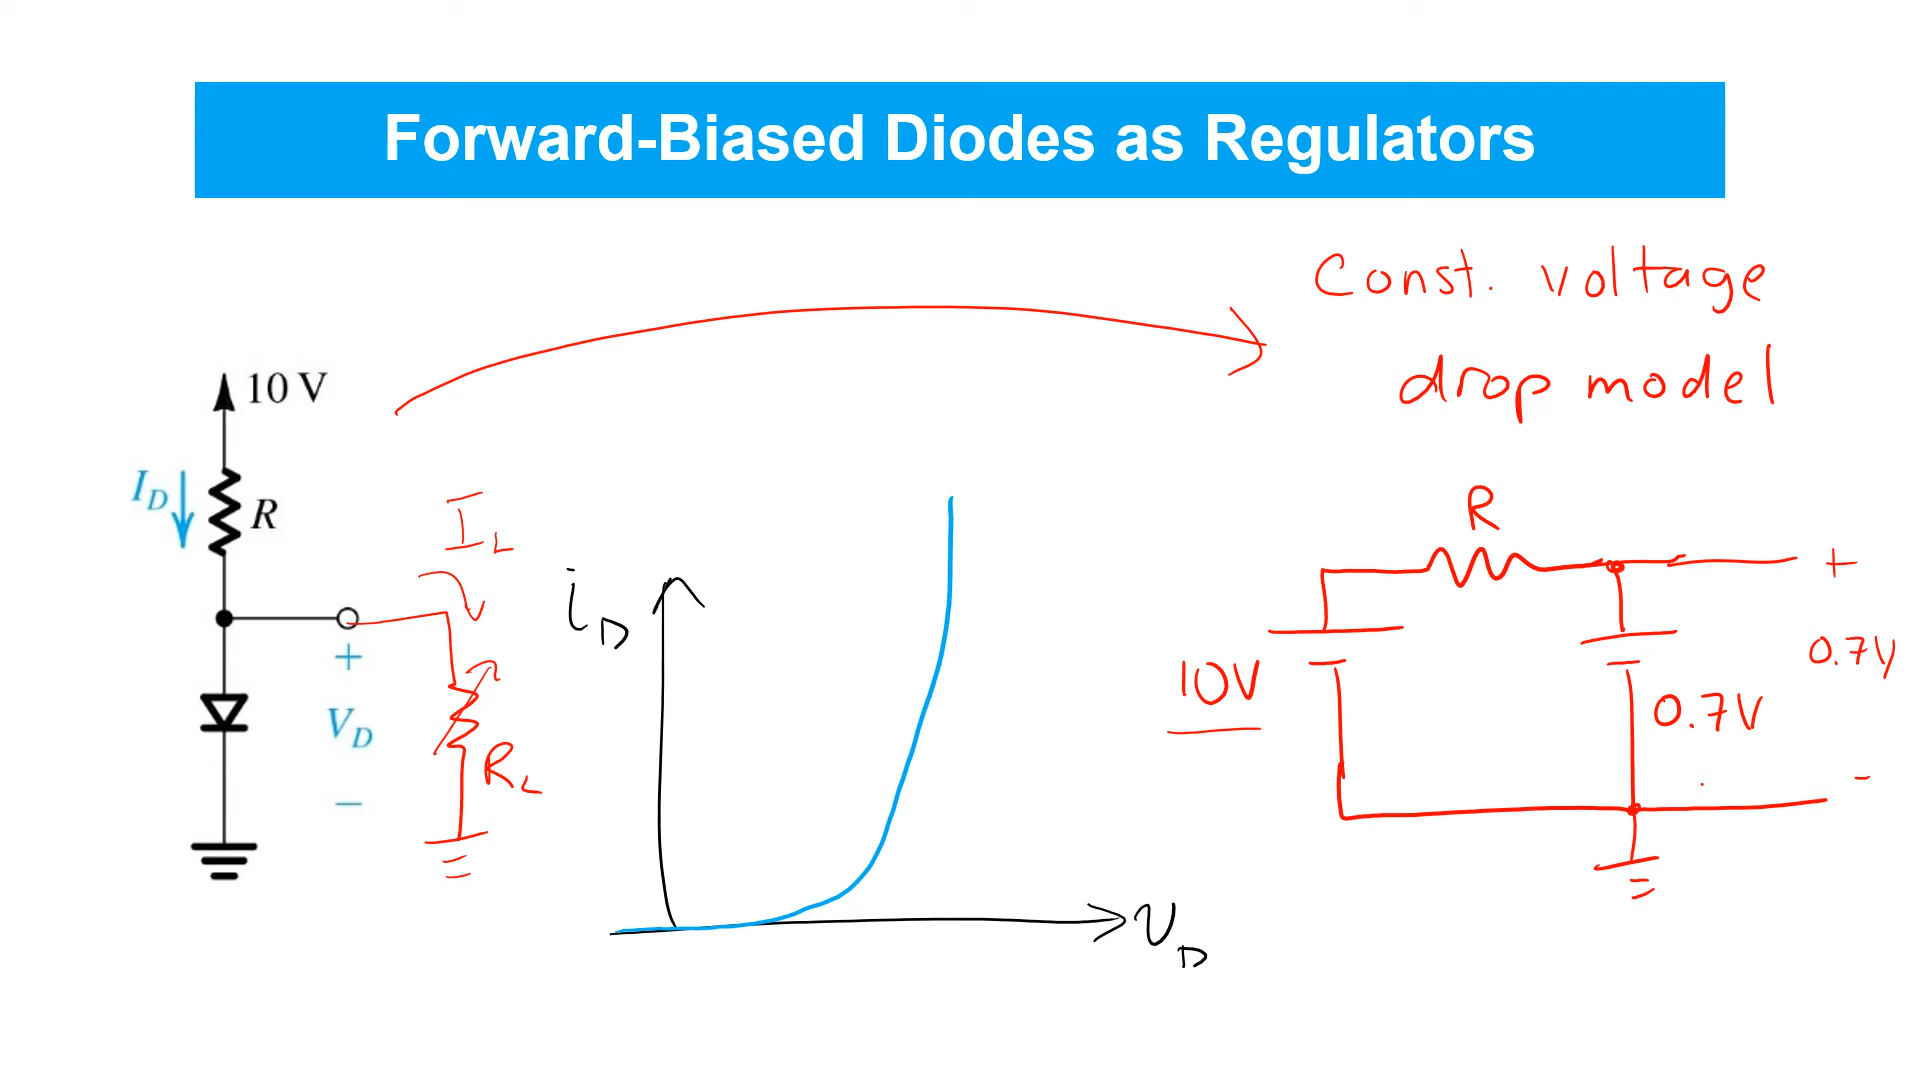 Forward-Biased Diodes as Regulators
Const. voltage
drop model
10 V
I_D
R
I_L
+
V_D
−
R_L
i_D
v_D
R
+
10V
0.7V
0.7V
-